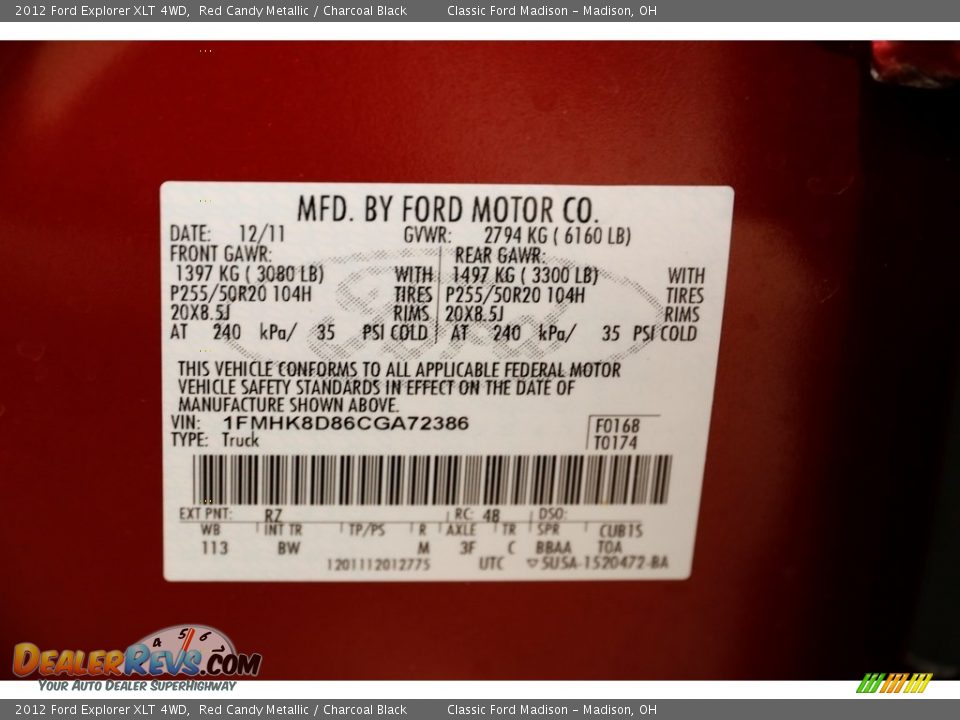 2012 Ford Explorer XLT 4WD, Red Candy Metallic / Charcoal Black Classic Ford Madison - Madison, OH
MFD. BY FORD MOTOR CO.
DATE: 12/11 GVWR: 2794 KG ( 6160 LB)
FRONT GAWR: REAR GAWR:
1397 KG ( 3080 LB) WITH 1497 KG ( 3300 LB) WITH
P255/50R20 104H TIRES P255/50R20 104H TIRES
20X8.5J RIMS 20X8.5J RIMS
AT 240 kPa/ 35 PSI COLD AT 240 kPa/ 35 PSI COLD
THIS VEHICLE CONFORMS TO ALL APPLICABLE FEDERAL MOTOR
VEHICLE SAFETY STANDARDS IN EFFECT ON THE DATE OF
MANUFACTURE SHOWN ABOVE.
VIN: 1FMHK8D86CGA72386 F0168
TYPE: Truck T0174
EXT PNT: RZ RC: 48 DSO:
WB INT TR TP/PS R AXLE TR SPR CUB1S
113 BW M 3F C BBAA TOA
1201112012775 UTC ▽5USA-1520472-BA
4 5 6
DEALERREVS.COM
YOUR AUTO DEALER SUPERHIGHWAY
2012 Ford Explorer XLT 4WD, Red Candy Metallic / Charcoal Black Classic Ford Madison - Madison, OH